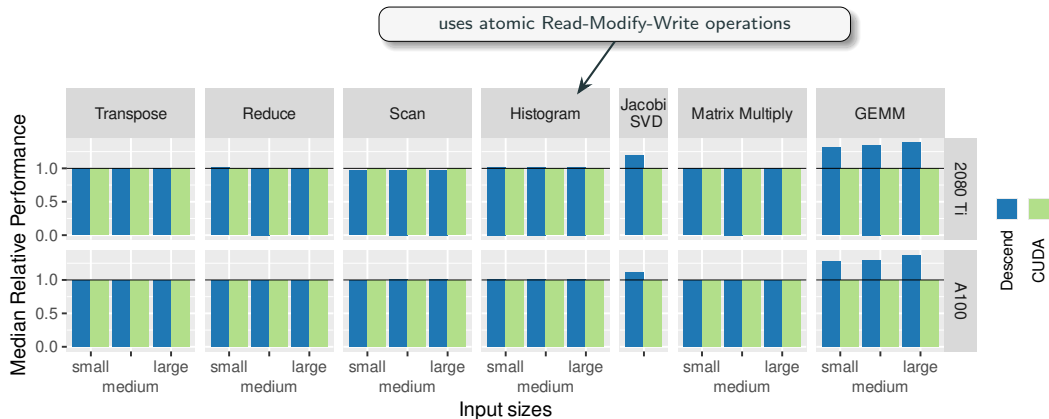 uses atomic Read-Modify-Write operations
Transpose
Reduce
Scan
Histogram
Jacobi
SVD
Matrix Multiply
GEMM
Median Relative Performance
1.0
0.5
0.0
2080 Ti
1.0
0.5
0.0
A100
Descend
CUDA
small
medium
large
small
medium
large
small
medium
large
small
medium
large
small
medium
large
small
medium
large
Input sizes